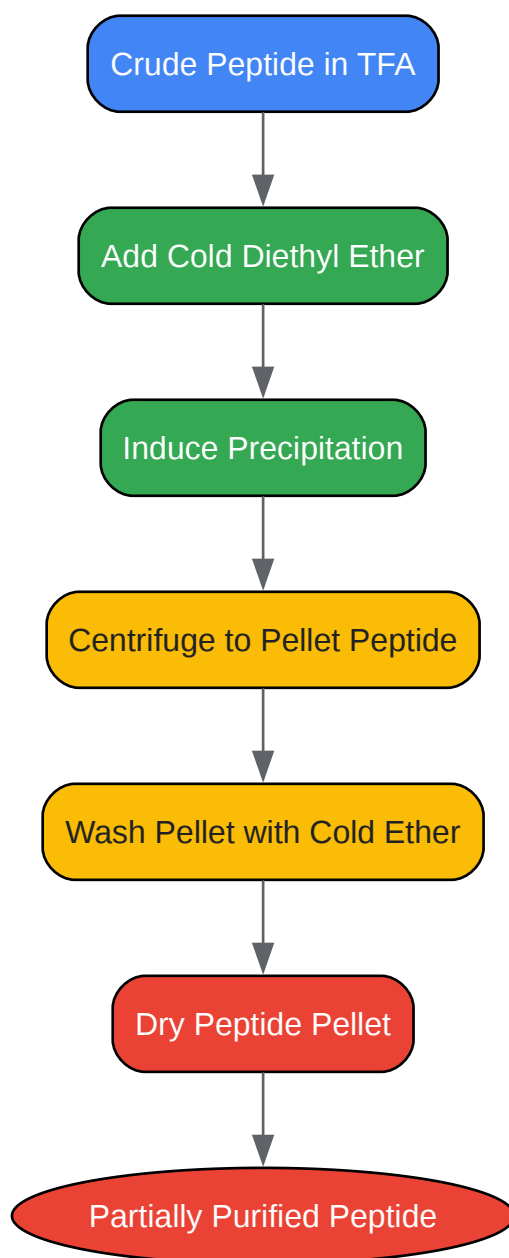 Crude Peptide in TFA
Add Cold Diethyl Ether
Induce Precipitation
Centrifuge to Pellet Peptide
Wash Pellet with Cold Ether
Dry Peptide Pellet
Partially Purified Peptide